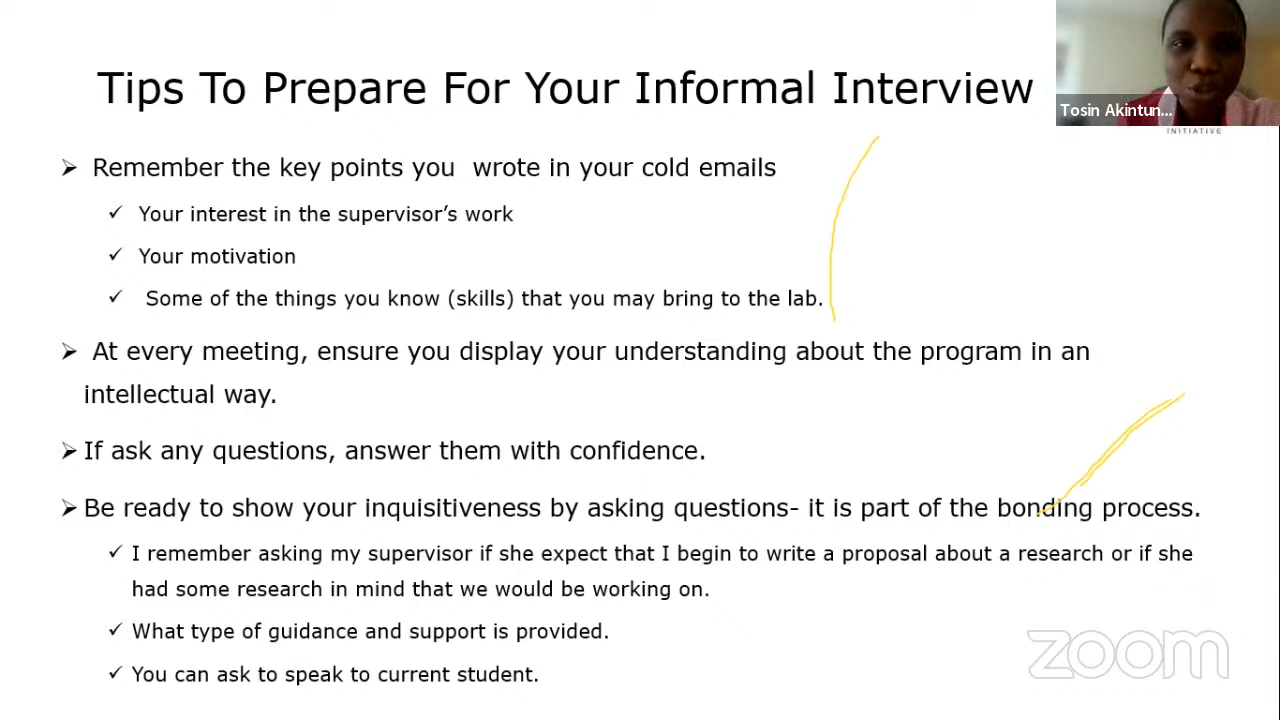 Tips To Prepare For Your Informal Interview
Tosin Akintun...
INITIATIVE
➢ Remember the key points you wrote in your cold emails
✓ Your interest in the supervisor’s work
✓ Your motivation
✓ Some of the things you know (skills) that you may bring to the lab.
➢ At every meeting, ensure you display your understanding about the program in an
intellectual way.
➢ If ask any questions, answer them with confidence.
➢ Be ready to show your inquisitiveness by asking questions- it is part of the bonding process.
✓ I remember asking my supervisor if she expect that I begin to write a proposal about a research or if she
had some research in mind that we would be working on.
✓ What type of guidance and support is provided.
✓ You can ask to speak to current student.
zoom